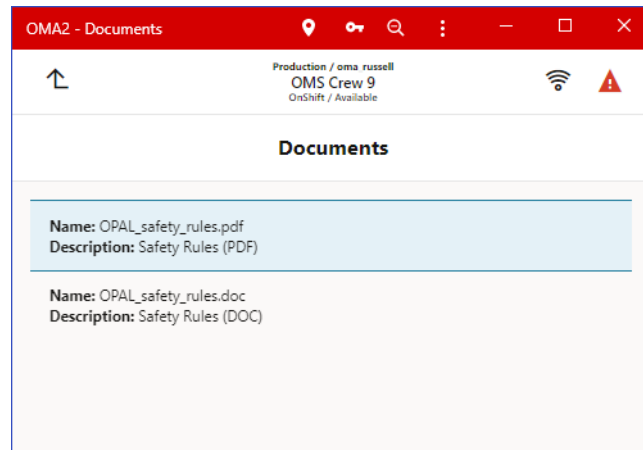 OMA2 - Documents
Production / oma russell
OMS Crew 9
OnShift / Available
Documents
Name: OPAL_safety_rules.pdf
Description: Safety Rules (PDF)
Name: OPAL_safety_rules.doc
Description: Safety Rules (DOC)